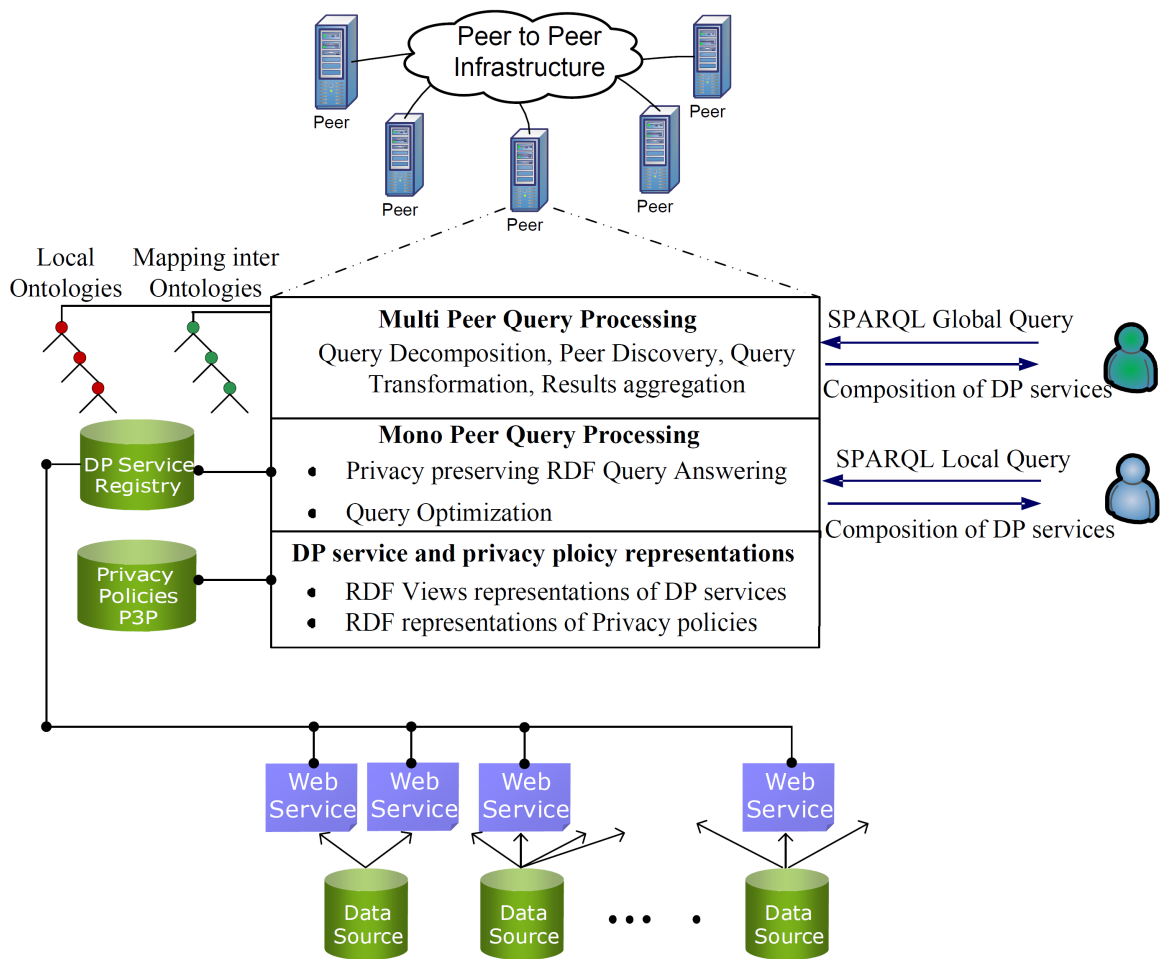 Peer to Peer
Infrastructure
Peer
Peer
Peer
Peer
Peer
Local
Ontologies
Mapping inter
Ontologies
Multi Peer Query Processing
Query Decomposition, Peer Discovery, Query
Transformation, Results aggregation
SPARQL Global Query
Composition of DP services
Mono Peer Query Processing
• Privacy preserving RDF Query Answering
• Query Optimization
SPARQL Local Query
Composition of DP services
DP Service
Registry
DP service and privacy ploicy representations
• RDF Views representations of DP services
• RDF representations of Privacy policies
Privacy
Policies
P3P
Web
Service
Web
Service
Web
Service
Web
Service
Data
Source
Data
Source
Data
Source